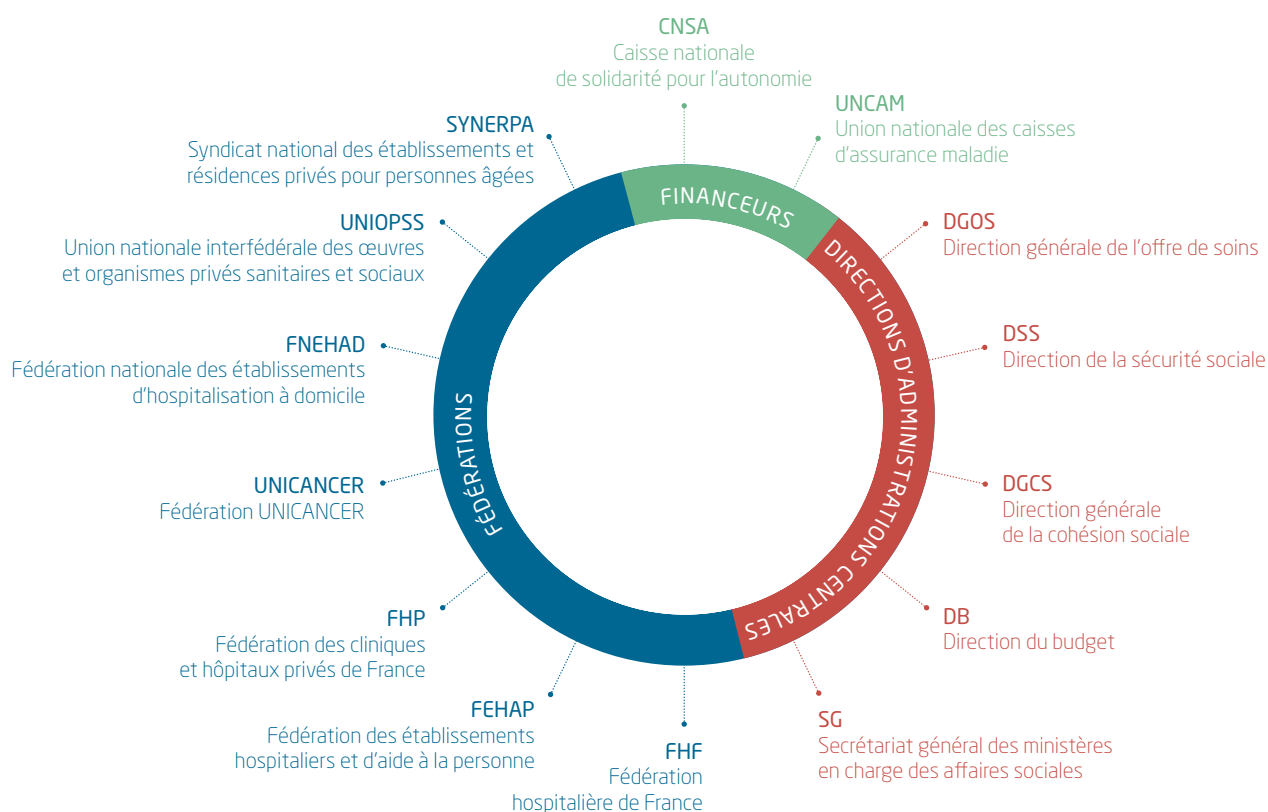 CNSA
Caisse nationale
de solidarité pour l'autonomie
UNCAM
Union nationale des caisses
d'assurance maladie
FINANCEURS
DGOS
Direction générale de l'offre de soins
DSS
Direction de la sécurité sociale
DGCS
Direction générale
de la cohésion sociale
DB
Direction du budget
SG
Secrétariat général des ministères
en charge des affaires sociales
DIRECTIONS D'ADMINISTRATIONS CENTRALES
FHF
Fédération
hospitalière de France
FEHAP
Fédération des établissements
hospitaliers et d'aide à la personne
FHP
Fédération des cliniques
et hôpitaux privés de France
UNICANCER
Fédération UNICANCER
FNEHAD
Fédération nationale des établissements
d'hospitalisation à domicile
UNIOPSS
Union nationale interfédérale des œuvres
et organismes privés sanitaires et sociaux
SYNERPA
Syndicat national des établissements et
résidences privés pour personnes âgées
FÉDÉRATIONS